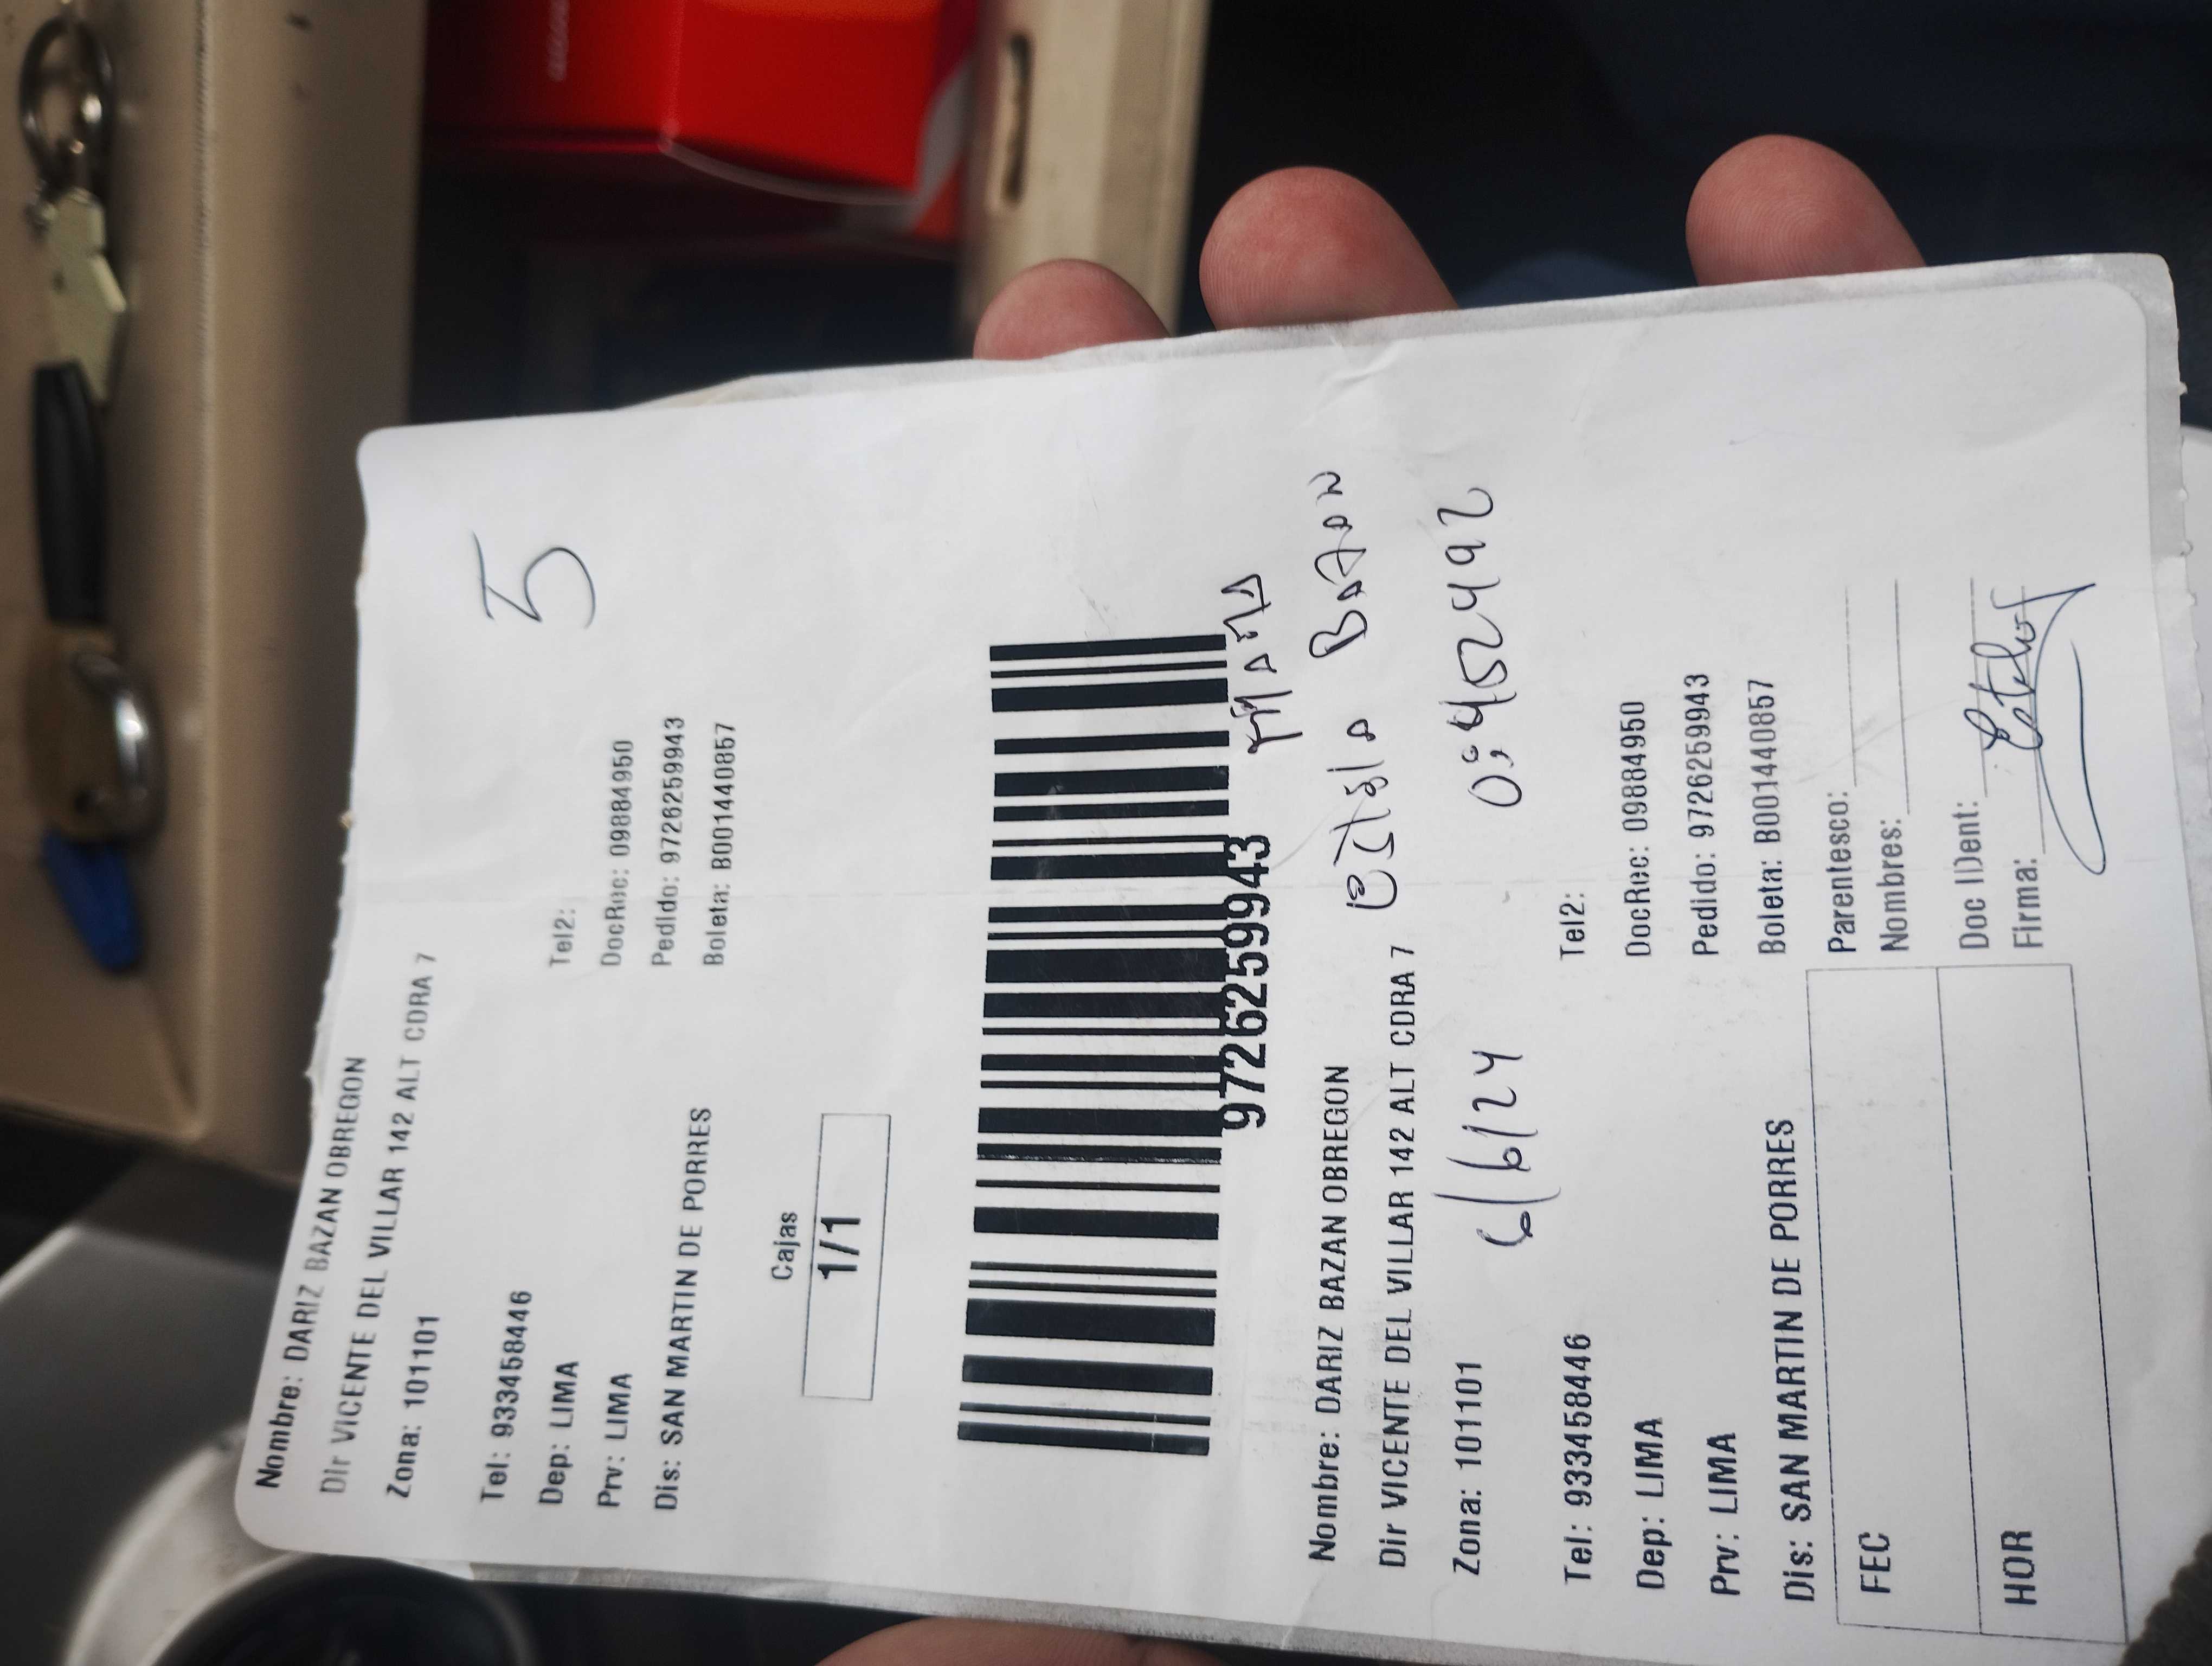 Nombre: DARIZ BAZAN OBREGON
Dir VICENTE DEL VILLAR 142 ALT CDRA 7
Zona: 101101
5
Tel: 933458446
Tel2:
Dep: LIMA
DocRec: 09884950
Prv: LIMA
Pedido: 9726259943
Dis: SAN MARTIN DE PORRES
Boleta: B001440857
Cajas
1/1
9726259943
Nombre: DARIZ BAZAN OBREGON
BAZAN
Dir VICENTE DEL VILLAR 142 ALT CDRA 7
Zona: 101101
6/6/24
Tel: 933458446
Tel2:
Dep: LIMA
DocRec: 09884950
Prv: LIMA
Pedido: 9726259943
Dis: SAN MARTIN DE PORRES
Boleta: B001440857
FEC
Parentesco:
Nombres:
HOR
Doc IDent:
Firma: